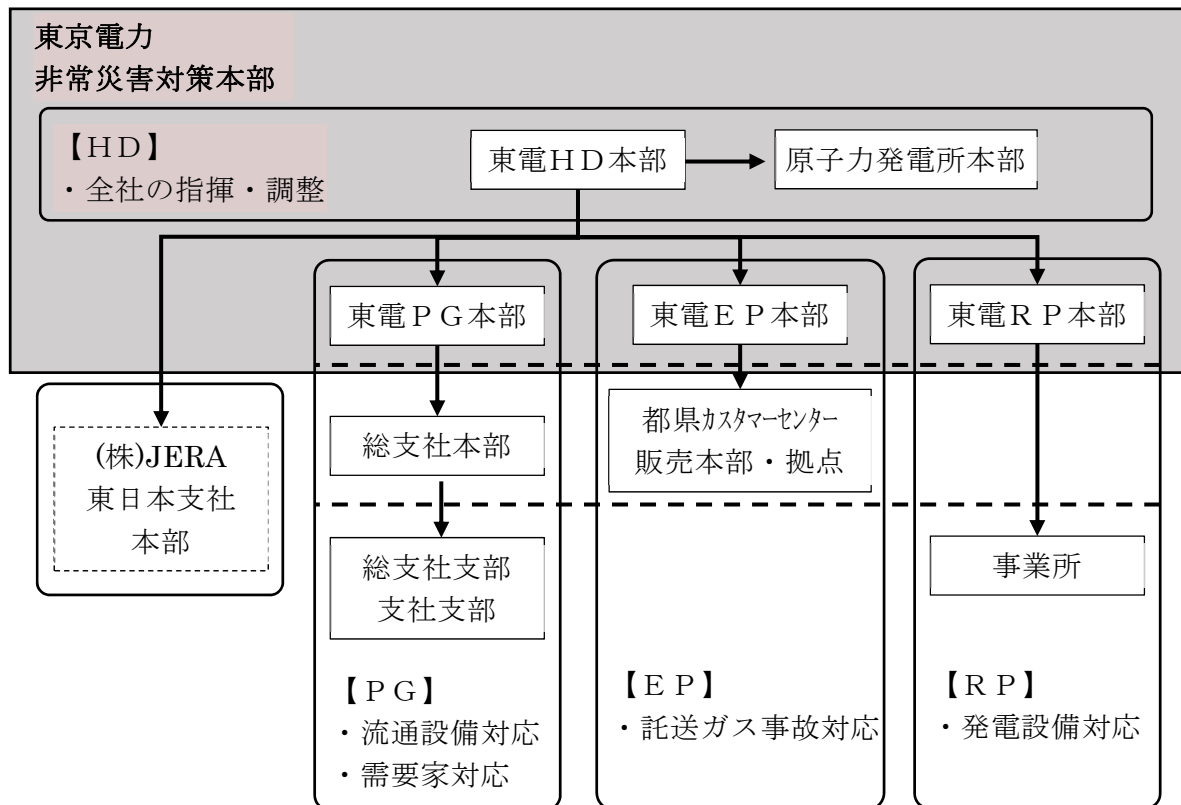 東京電力
非常災害対策本部
【ＨＤ】
・全社の指揮・調整
東電ＨＤ本部
原子力発電所本部
東電ＰＧ本部
東電ＥＰ本部
東電ＲＰ本部
(株)JERA
東日本支社
本部
総支社本部
都県ｶｽﾀﾏｰｾﾝﾀｰ
販売本部・拠点
総支社支部
支社支部
事業所
【ＰＧ】
・流通設備対応
・需要家対応
【ＥＰ】
・託送ガス事故対応
【ＲＰ】
・発電設備対応